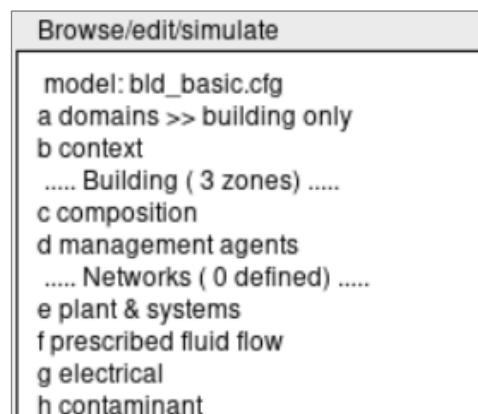 Browse/edit/simulate
model: bld_basic.cfg
a domains >> building only
b context
..... Building ( 3 zones) .....
c composition
d management agents
..... Networks ( 0 defined) .....
e plant & systems
f prescribed fluid flow
g electrical
h contaminant